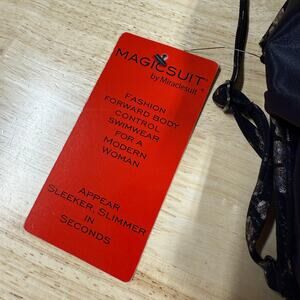 MAGICSUIT®
by Miraclesuit®
FASHION
FORWARD BODY
CONTROL
SWIMWEAR
FOR A
MODERN
WOMAN
APPEAR
SLEEKER, SLIMMER
IN
SECONDS